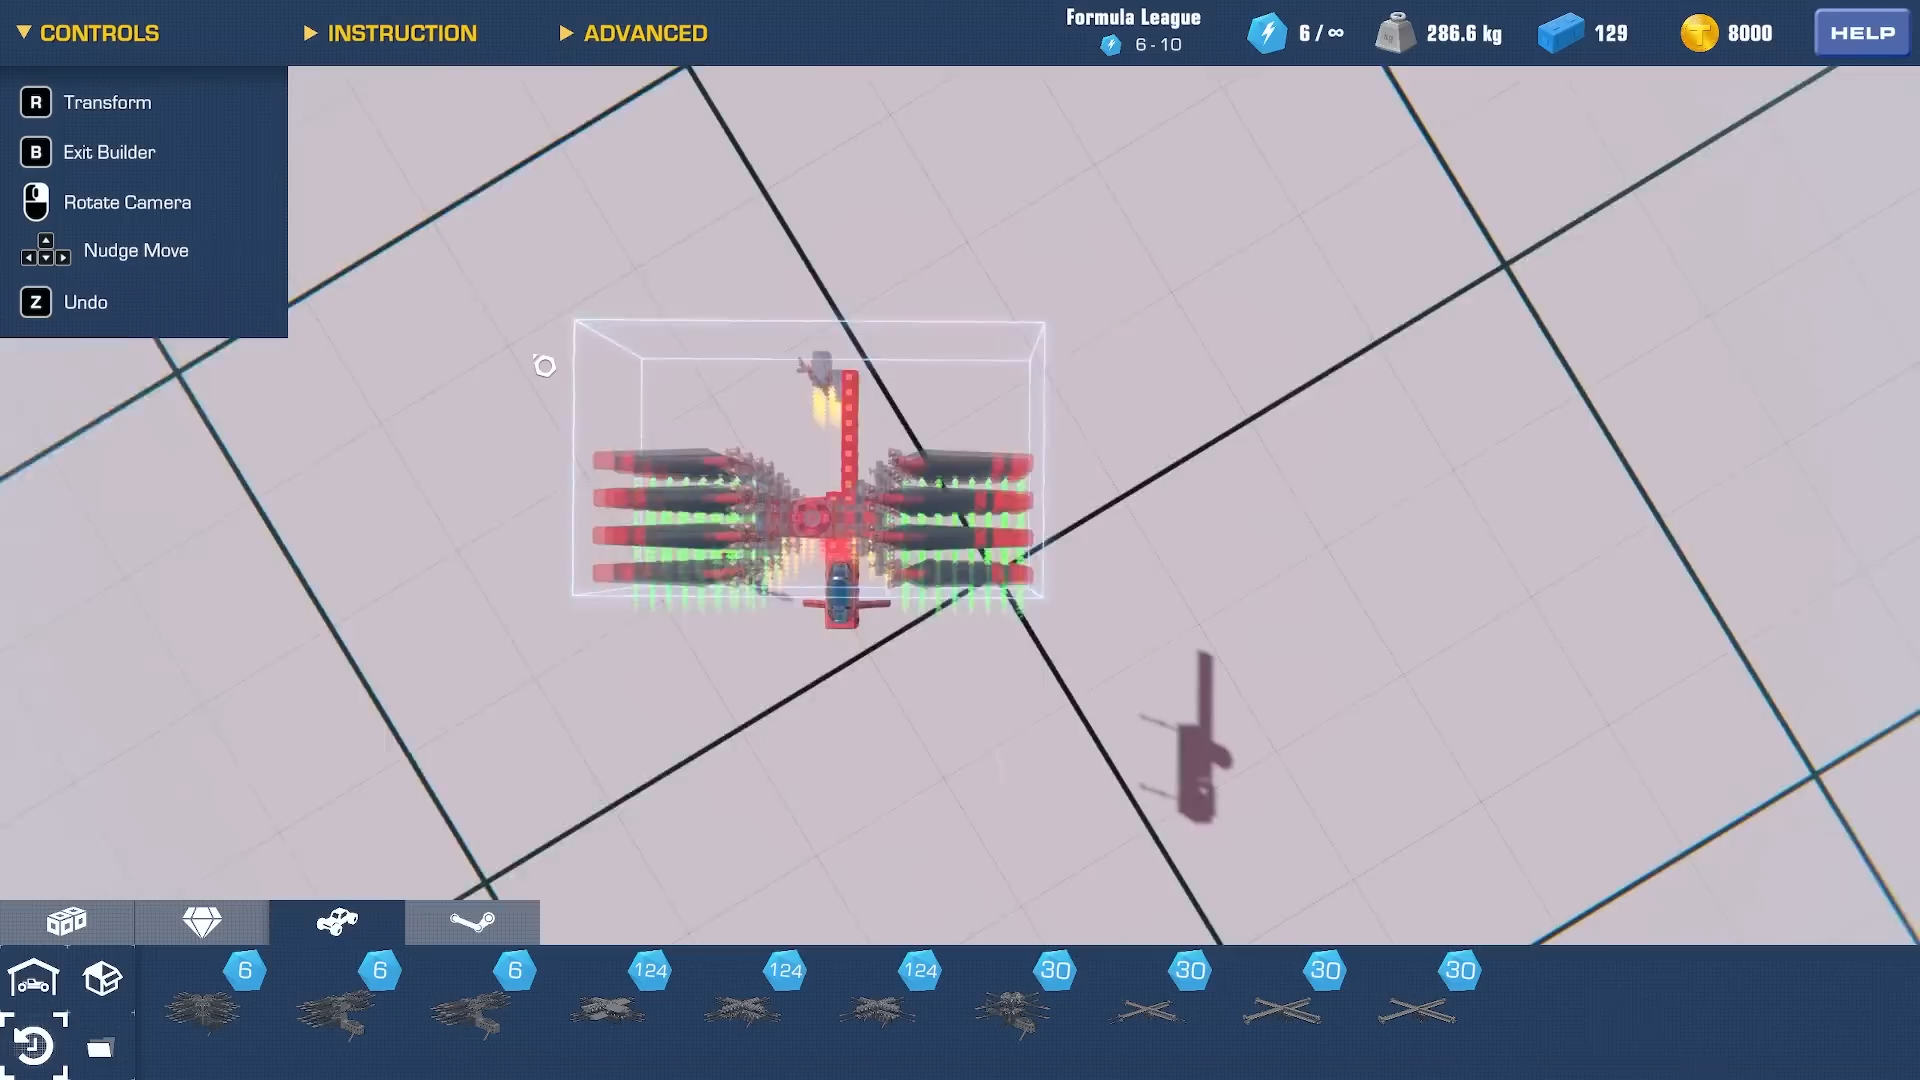 CONTROLS
INSTRUCTION
ADVANCED
Formula League
6 - 10
6 / ∞
286.6 kg
129
8000
HELP
R Transform
B Exit Builder
Rotate Camera
Nudge Move
Z Undo
6
6
6
124
124
124
30
30
30
30